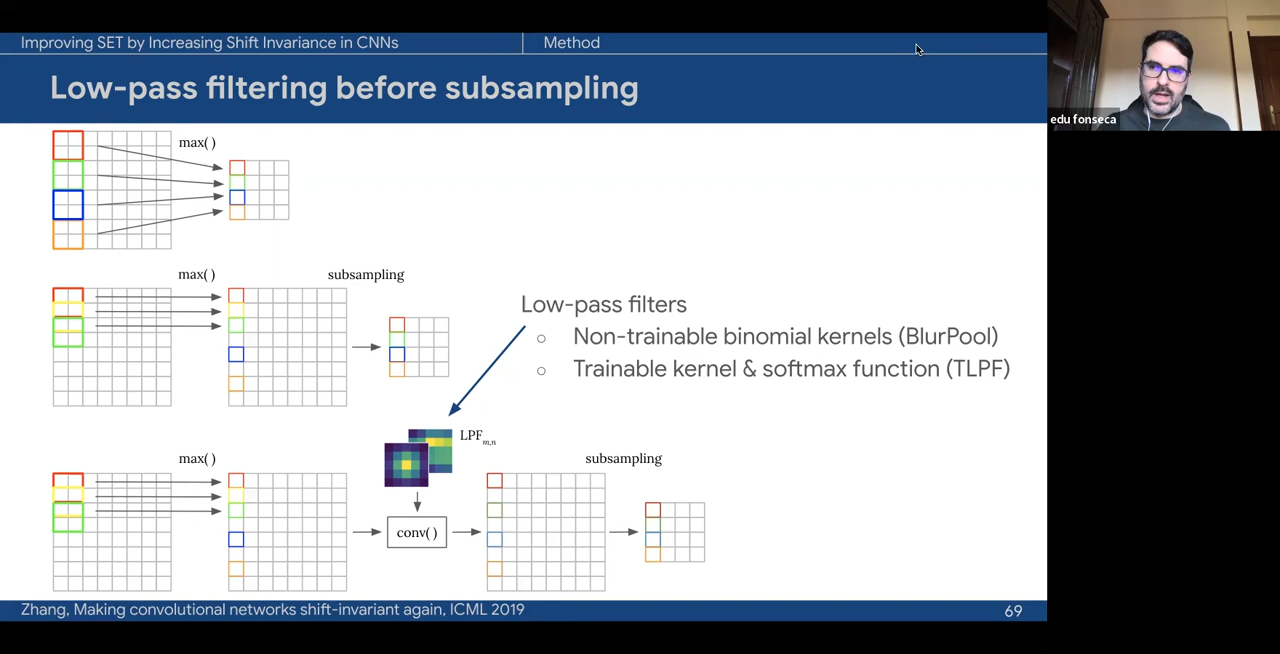 Improving SET by Increasing Shift Invariance in CNNs
Method
Low-pass filtering before subsampling
edu fonseca
max( )
max( )
subsampling
Low-pass filters
○ Non-trainable binomial kernels (BlurPool)
○ Trainable kernel & softmax function (TLPF)
LPF m,n
max( )
subsampling
conv( )
Zhang, Making convolutional networks shift-invariant again, ICML 2019
69